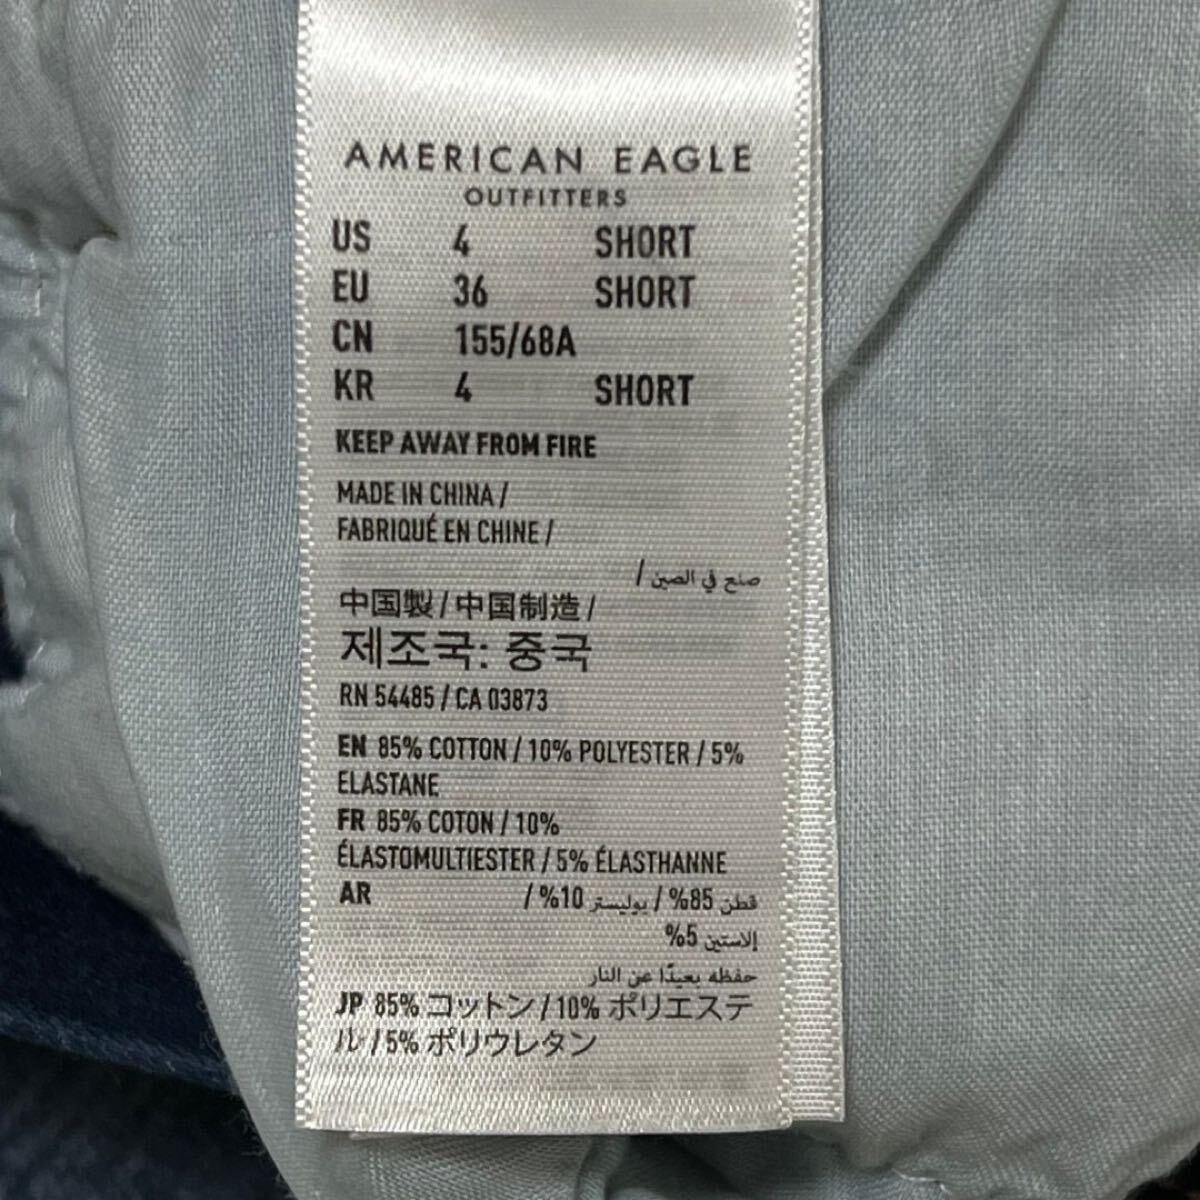 AMERICAN EAGLE
OUTFITTERS
US 4 SHORT
EU 36 SHORT
CN 155/68A
KR 4 SHORT
KEEP AWAY FROM FIRE
MADE IN CHINA /
FABRIQUÉ EN CHINE /
صنع في الصين /
中国製 / 中国制造 /
제조국: 중국
RN 54485 / CA 03873
EN 85% COTTON / 10% POLYESTER / 5%
ELASTANE
FR 85% COTON / 10%
ÉLASTOMULTIESTER / 5% ÉLASTHANNE
AR قطن 85% / بوليستر 10% /
إلاستين 5%
حفظه بعيدًا عن النار
JP 85% コットン / 10% ポリエステ
ル / 5% ポリウレタン